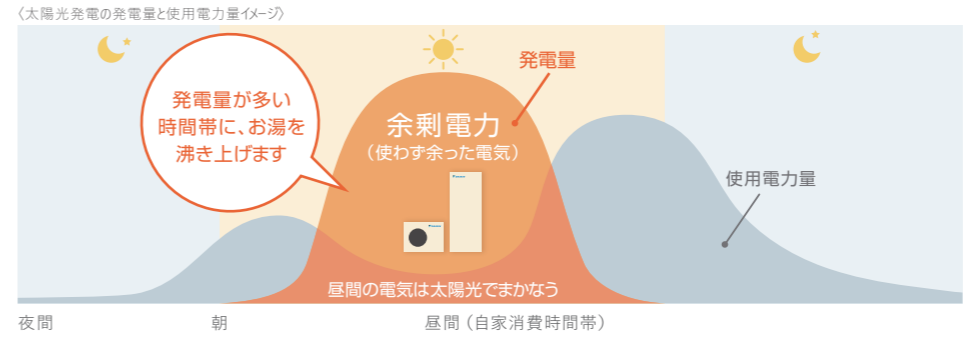 〈太陽光発電の発電量と使用電力量イメージ〉
発電量
発電量が多い
時間帯に、お湯を
沸き上げます
余剰電力
（使わず余った電気）
使用電力量
昼間の電気は太陽光でまかなう
夜間
朝
昼間（自家消費時間帯）